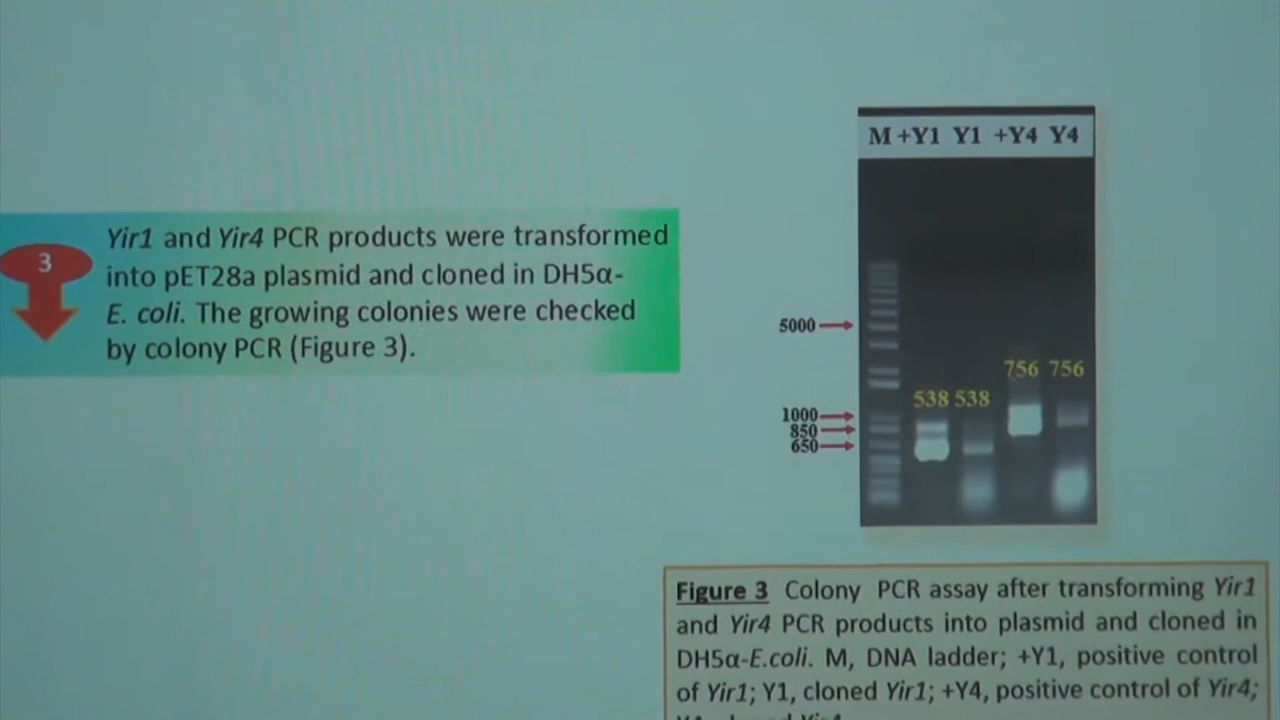 3
Yir1 and Yir4 PCR products were transformed
into pET28a plasmid and cloned in DH5α-
E. coli. The growing colonies were checked
by colony PCR (Figure 3).
M +Y1 Y1 +Y4 Y4
5000
756 756
538 538
1000
850
650
Figure 3 Colony PCR assay after transforming Yir1
and Yir4 PCR products into plasmid and cloned in
DH5α-E.coli. M, DNA ladder; +Y1, positive control
of Yir1; Y1, cloned Yir1; +Y4, positive control of Yir4;